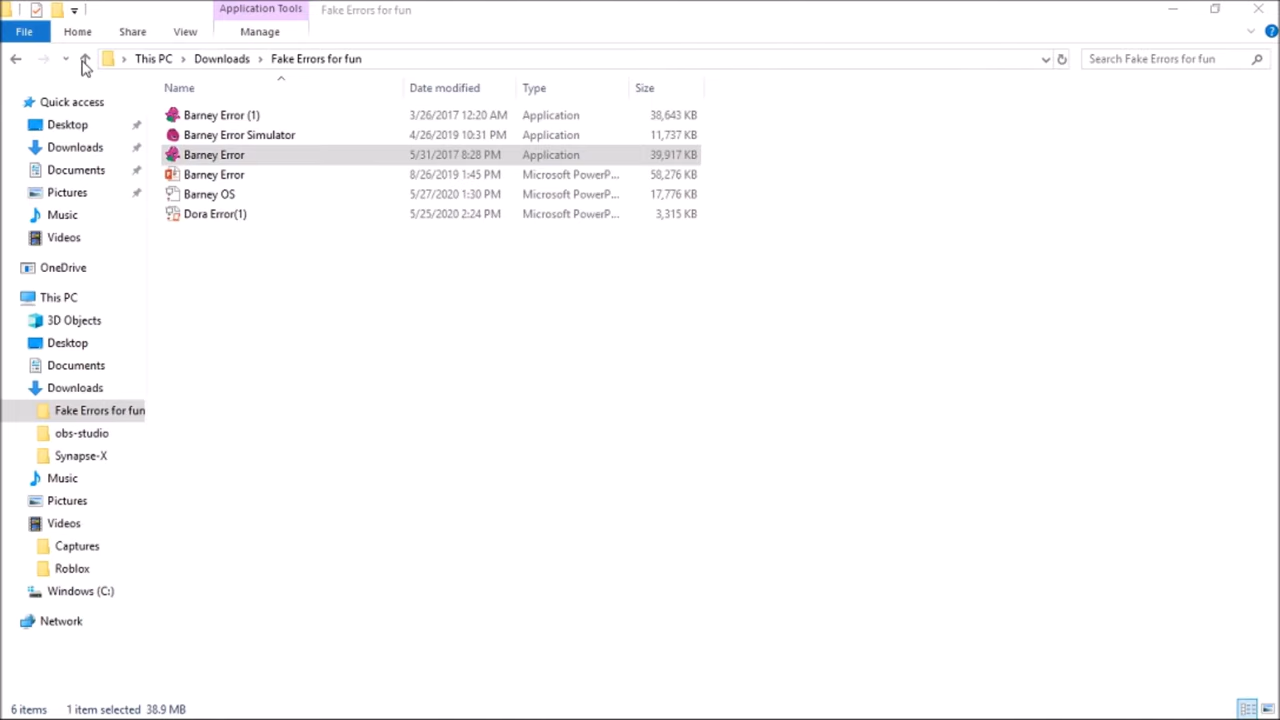 Application Tools Fake Errors for fun
File Home Share View Manage
This PC Downloads Fake Errors for fun Search Fake Errors for fun
Name Date modified Type Size
Barney Error (1) 3/26/2017 12:20 AM Application 38,643 KB
Barney Error Simulator 4/26/2019 10:31 PM Application 11,737 KB
Barney Error 5/31/2017 8:28 PM Application 39,917 KB
Barney Error 8/26/2019 1:45 PM Microsoft PowerP... 58,276 KB
Barney OS 5/27/2020 1:30 PM Microsoft PowerP... 17,776 KB
Dora Error(1) 5/25/2020 2:24 PM Microsoft PowerP... 3,315 KB
Quick access
Desktop
Downloads
Documents
Pictures
Music
Videos
OneDrive
This PC
3D Objects
Desktop
Documents
Downloads
Fake Errors for fun
obs-studio
Synapse-X
Music
Pictures
Videos
Captures
Roblox
Windows (C:)
Network
6 items 1 item selected 38.9 MB